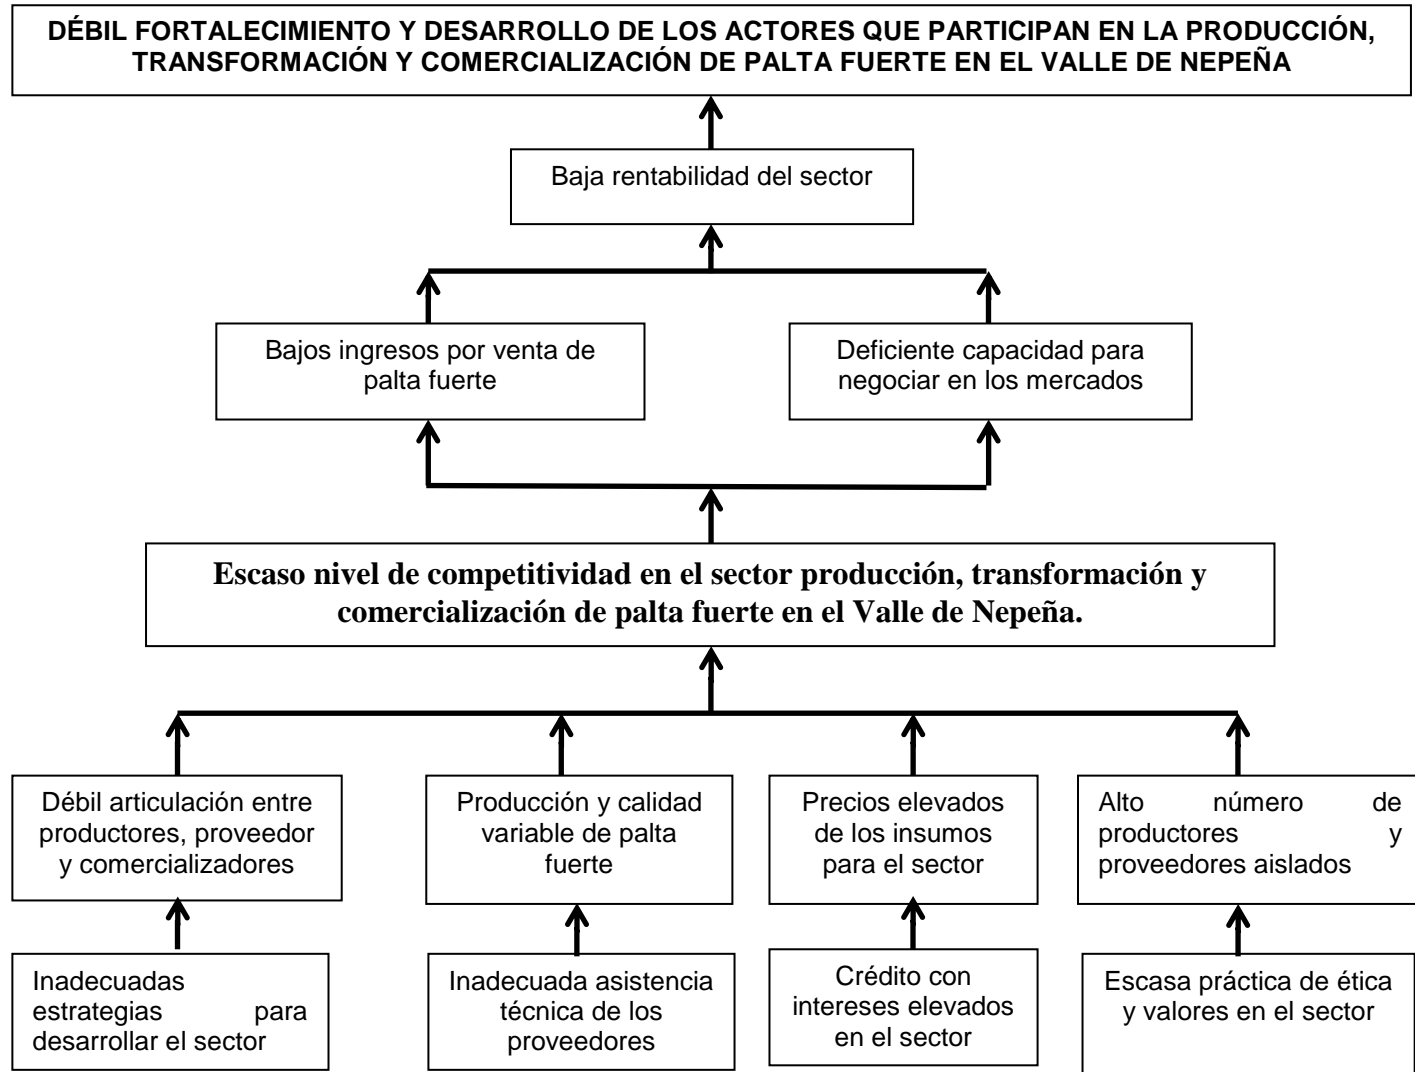 DÉBIL FORTALECIMIENTO Y DESARROLLO DE LOS ACTORES QUE PARTICIPAN EN LA PRODUCCIÓN,
TRANSFORMACIÓN Y COMERCIALIZACIÓN DE PALTA FUERTE EN EL VALLE DE NEPEÑA
Baja rentabilidad del sector
Bajos ingresos por venta de
palta fuerte
Deficiente capacidad para
negociar en los mercados
Escaso nivel de competitividad en el sector producción, transformación y
comercialización de palta fuerte en el Valle de Nepeña.
Débil articulación entre
productores, proveedor
y comercializadores
Producción y calidad
variable de palta
fuerte
Precios elevados
de los insumos
para el sector
Alto número de
productores y
proveedores aislados
Inadecuadas
estrategias para
desarrollar el sector
Inadecuada asistencia
técnica de los
proveedores
Crédito con
intereses elevados
en el sector
Escasa práctica de ética
y valores en el sector